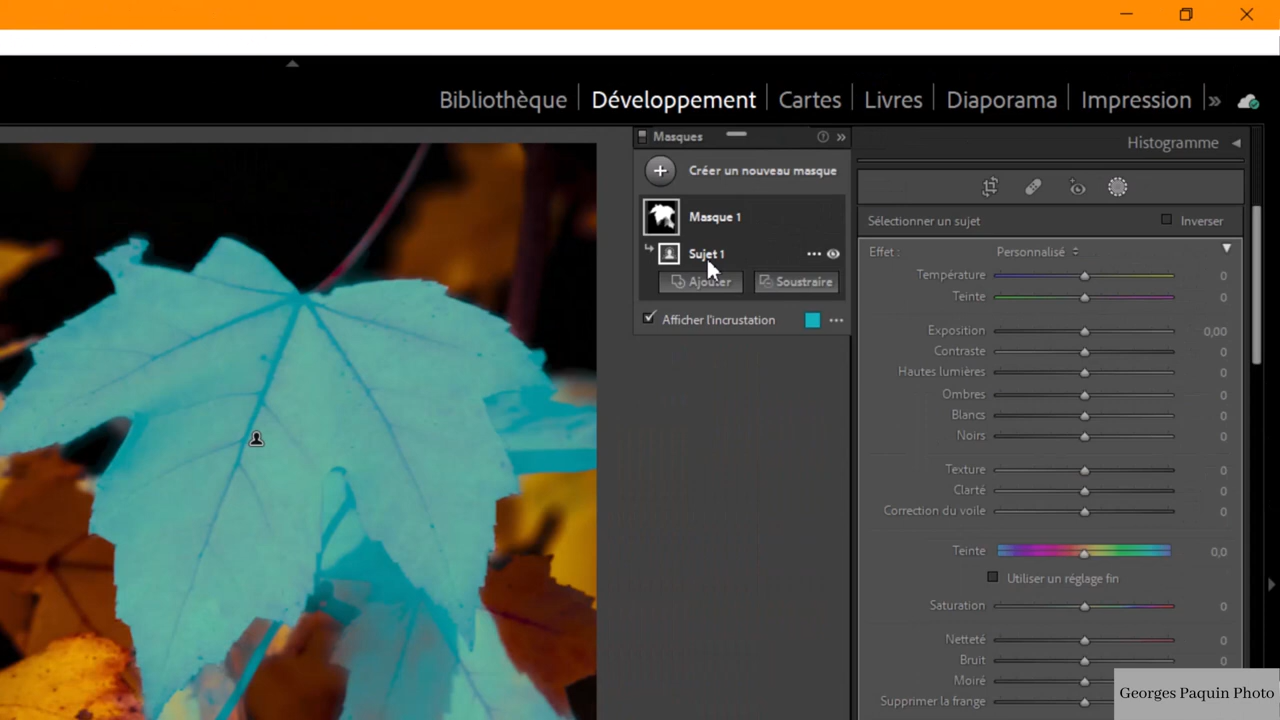 Bibliothèque | Développement | Cartes | Livres | Diaporama | Impression »
Masques
Histogramme
Créer un nouveau masque
Masque 1
Sélectionner un sujet
Inverser
Sujet 1
Ajouter
Soustraire
Afficher l'incrustation
Effet : Personnalisé
Température 0
Teinte 0
Exposition 0,00
Contraste 0
Hautes lumières 0
Ombres 0
Blancs 0
Noirs 0
Texture 0
Clarté 0
Correction du voile 0
Teinte 0,0
Utiliser un réglage fin
Saturation 0
Netteté 0
Bruit 0
Moiré
Supprimer la frange
Georges Paquin Photo